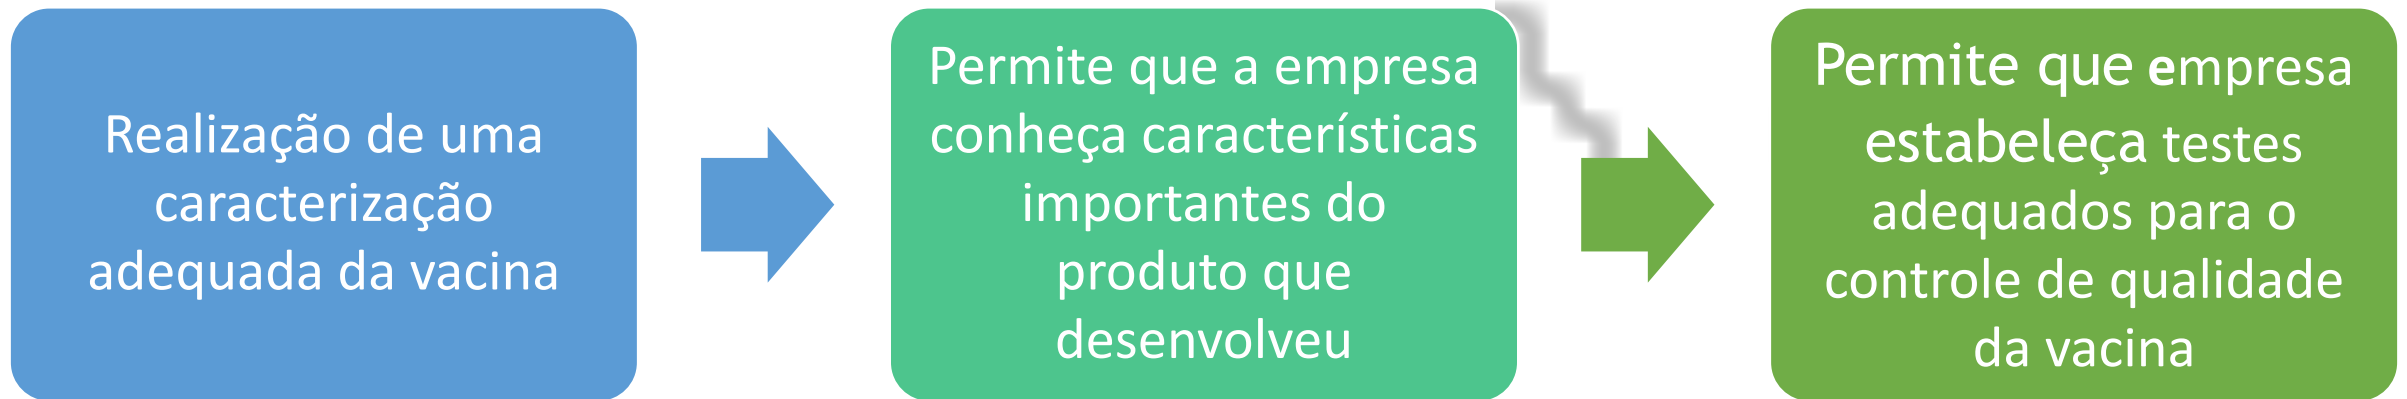 Realização de uma
caracterização
adequada da vacina
Permite que a empresa
conheça características
importantes do
produto que
desenvolveu
Permite que empresa
estabeleça testes
adequados para o
controle de qualidade
da vacina